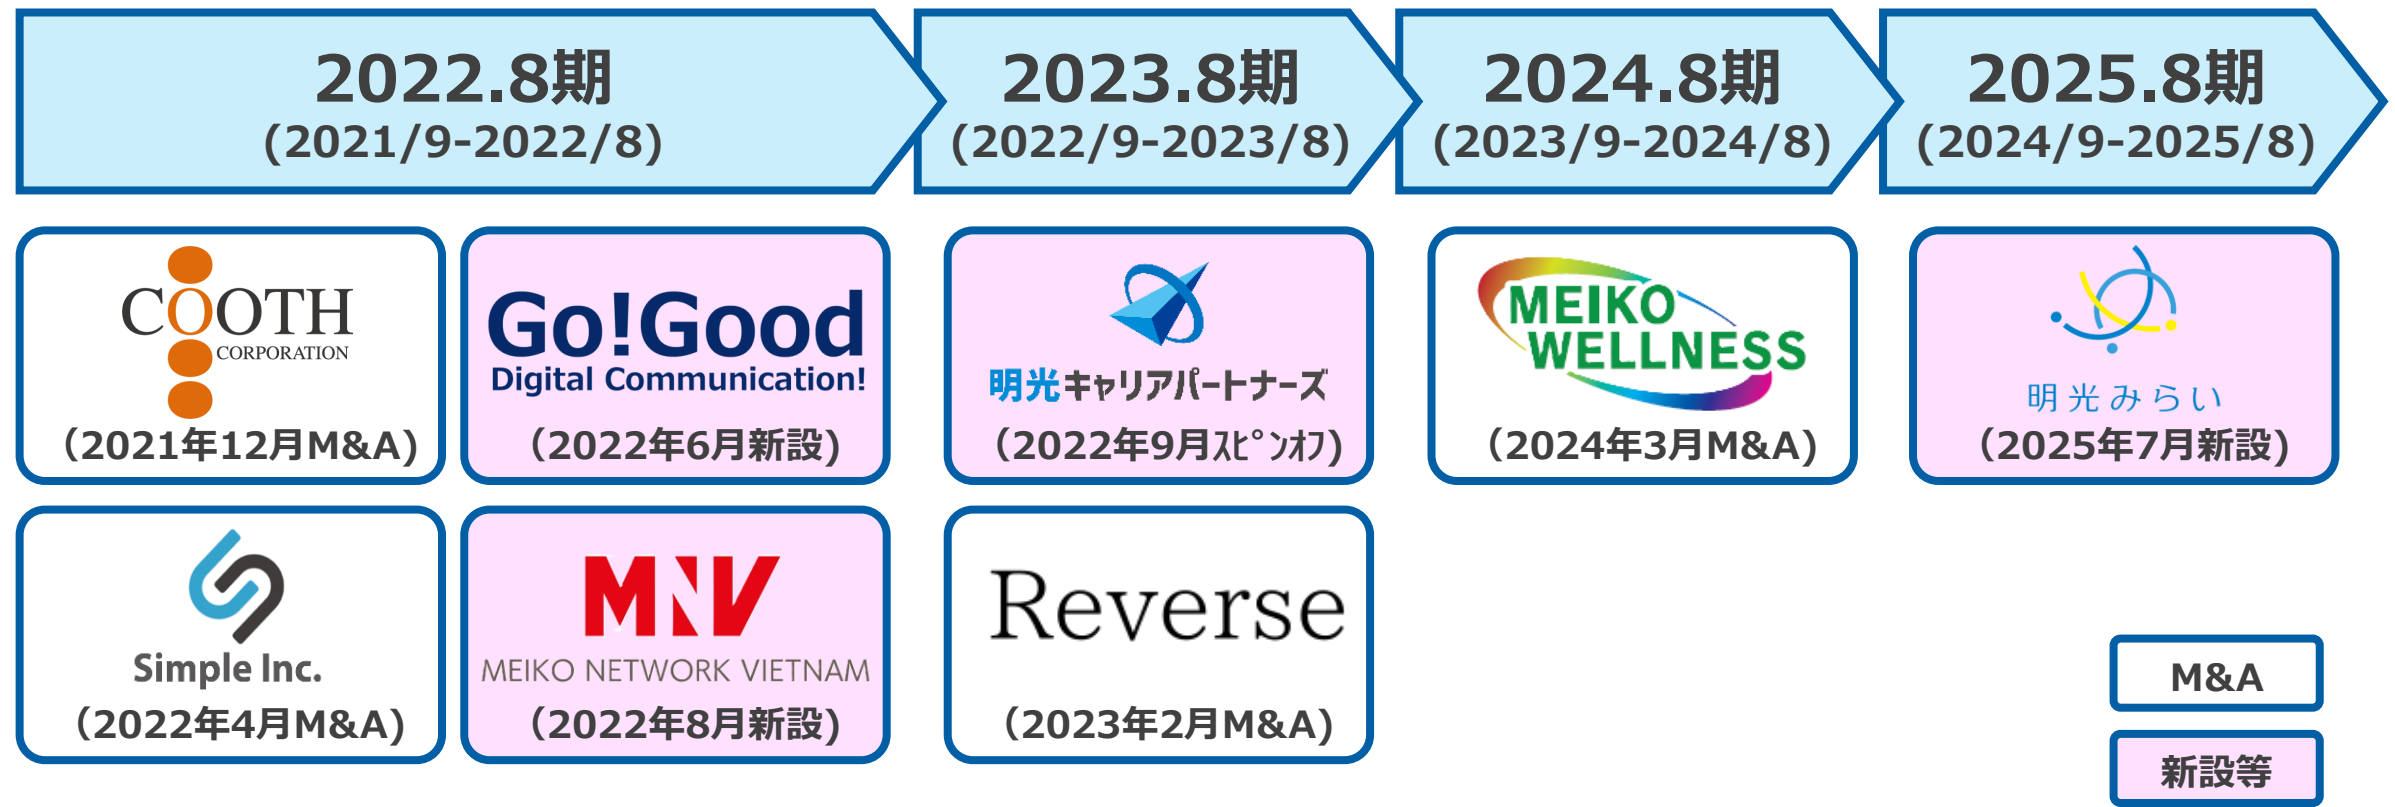 2022.8期
(2021/9-2022/8)
2023.8期
(2022/9-2023/8)
2024.8期
(2023/9-2024/8)
2025.8期
(2024/9-2025/8)
COOTH
CORPORATION
（2021年12月M&A)
Go!Good
Digital Communication!
（2022年6月新設)
明光キャリアパートナーズ
（2022年9月ｽﾋﾟﾝｵﾌ)
MEIKO
WELLNESS
（2024年3月M&A)
明光みらい
（2025年7月新設)
Simple Inc.
（2022年4月M&A)
MNV
MEIKO NETWORK VIETNAM
（2022年8月新設)
Reverse
（2023年2月M&A)
M&A
新設等